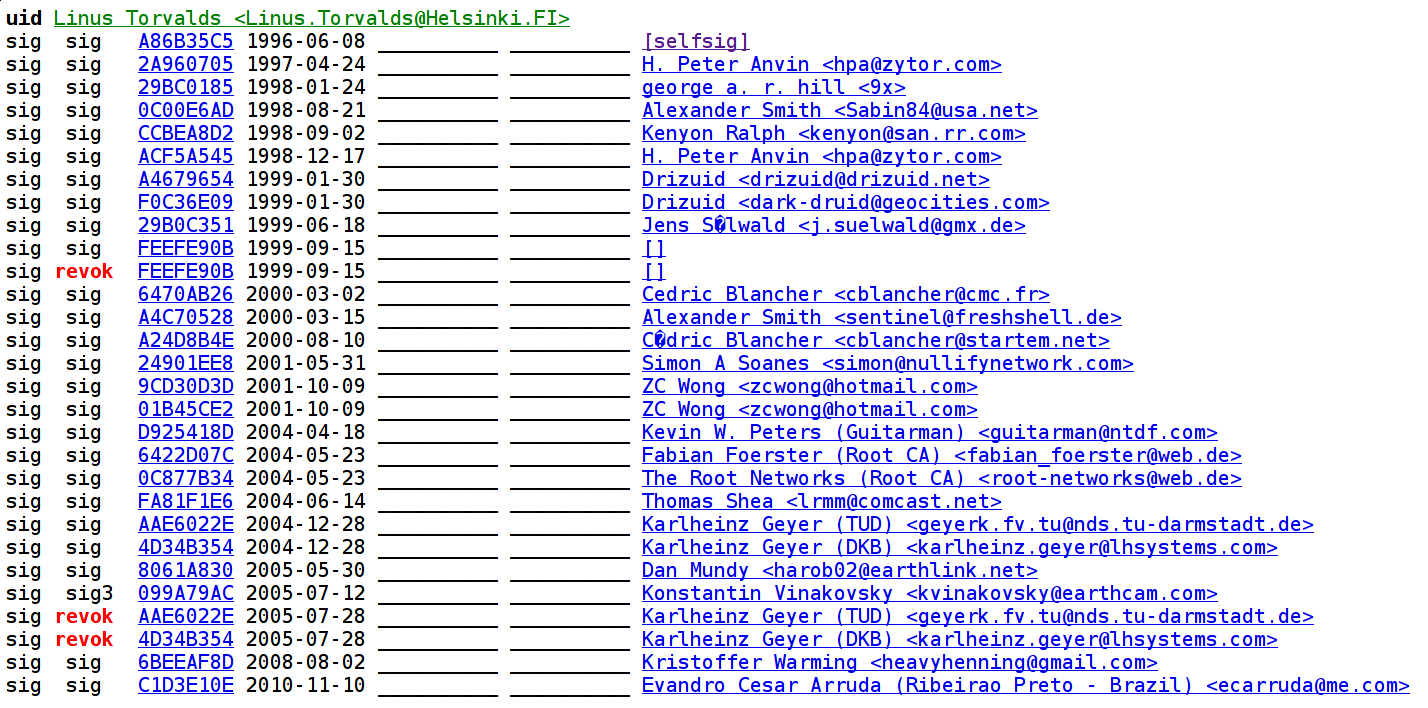 uid Linus Torvalds <Linus.Torvalds@Helsinki.FI>
sig sig A86B35C5 1996-06-08 __________ __________ [selfsig]
sig sig 2A960705 1997-04-24 __________ __________ H. Peter Anvin <hpa@zytor.com>
sig sig 29BC0185 1998-01-24 __________ __________ george a. r. hill <9x>
sig sig 0C00E6AD 1998-08-21 __________ __________ Alexander Smith <Sabin84@usa.net>
sig sig CCBEA8D2 1998-09-02 __________ __________ Kenyon Ralph <kenyon@san.rr.com>
sig sig ACF5A545 1998-12-17 __________ __________ H. Peter Anvin <hpa@zytor.com>
sig sig A4679654 1999-01-30 __________ __________ Drizuid <drizuid@drizuid.net>
sig sig F0C36E09 1999-01-30 __________ __________ Drizuid <dark-druid@geocities.com>
sig sig 29B0C351 1999-06-18 __________ __________ Jens S�lwald <j.suelwald@gmx.de>
sig sig FEEFE90B 1999-09-15 __________ __________ []
sig revok FEEFE90B 1999-09-15 __________ __________ []
sig sig 6470AB26 2000-03-02 __________ __________ Cedric Blancher <cblancher@cmc.fr>
sig sig A4C70528 2000-03-15 __________ __________ Alexander Smith <sentinel@freshshell.de>
sig sig A24D8B4E 2000-08-10 __________ __________ C�dric Blancher <cblancher@startem.net>
sig sig 24901EE8 2001-05-31 __________ __________ Simon A Soanes <simon@nullifynetwork.com>
sig sig 9CD30D3D 2001-10-09 __________ __________ ZC Wong <zcwong@hotmail.com>
sig sig 01B45CE2 2001-10-09 __________ __________ ZC Wong <zcwong@hotmail.com>
sig sig D925418D 2004-04-18 __________ __________ Kevin W. Peters (Guitarman) <guitarman@ntdf.com>
sig sig 6422D07C 2004-05-23 __________ __________ Fabian Foerster (Root CA) <fabian_foerster@web.de>
sig sig 0C877B34 2004-05-23 __________ __________ The Root Networks (Root CA) <root-networks@web.de>
sig sig FA81F1E6 2004-06-14 __________ __________ Thomas Shea <lrmm@comcast.net>
sig sig AAE6022E 2004-12-28 __________ __________ Karlheinz Geyer (TUD) <geyerk.fv.tu@nds.tu-darmstadt.de>
sig sig 4D34B354 2004-12-28 __________ __________ Karlheinz Geyer (DKB) <karlheinz.geyer@lhsystems.com>
sig sig 8061A830 2005-05-30 __________ __________ Dan Mundy <harob02@earthlink.net>
sig sig3 099A79AC 2005-07-12 __________ __________ Konstantin Vinakovsky <kvinakovsky@earthcam.com>
sig revok AAE6022E 2005-07-28 __________ __________ Karlheinz Geyer (TUD) <geyerk.fv.tu@nds.tu-darmstadt.de>
sig revok 4D34B354 2005-07-28 __________ __________ Karlheinz Geyer (DKB) <karlheinz.geyer@lhsystems.com>
sig sig 6BEEAF8D 2008-08-02 __________ __________ Kristoffer Warming <heavyhenning@gmail.com>
sig sig C1D3E10E 2010-11-10 __________ __________ Evandro Cesar Arruda (Ribeirao Preto - Brazil) <ecarruda@me.com>